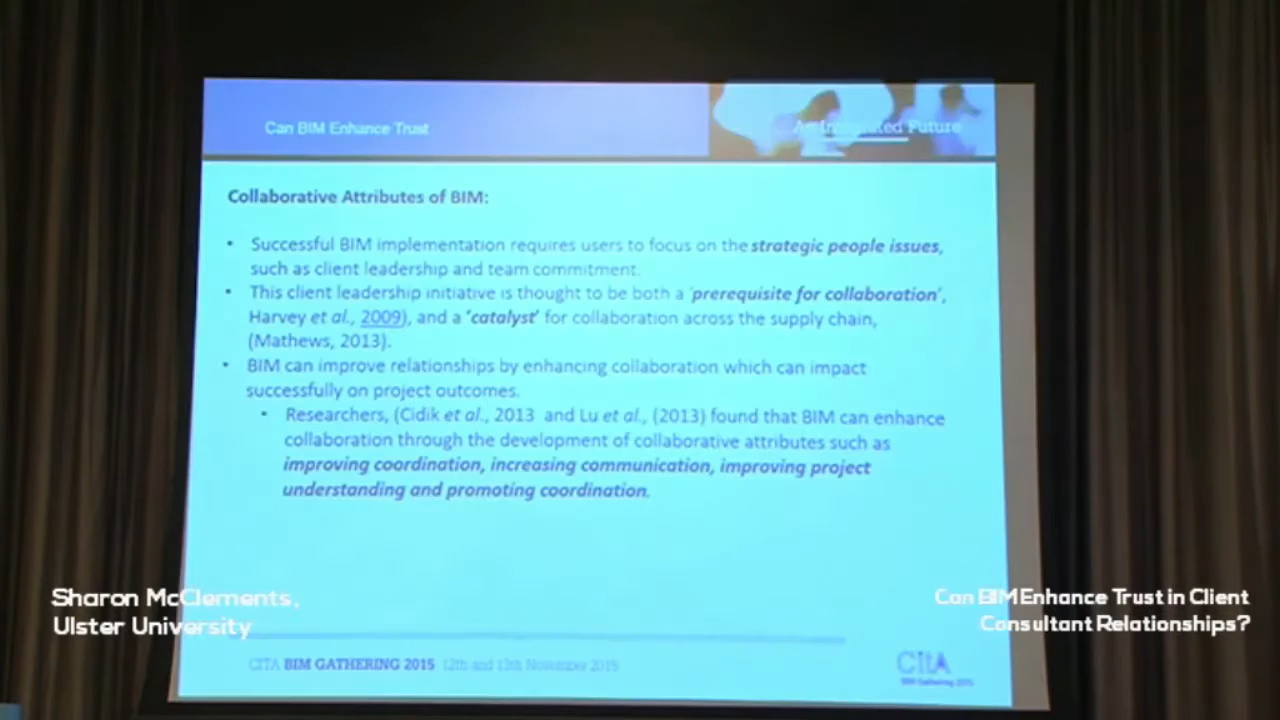 Can BIM Enhance Trust
An Integrated Future
Collaborative Attributes of BIM:
• Successful BIM implementation requires users to focus on the strategic people issues,
such as client leadership and team commitment.
• This client leadership initiative is thought to be both a 'prerequisite for collaboration',
Harvey et al., 2009), and a 'catalyst' for collaboration across the supply chain,
(Mathews, 2013).
• BIM can improve relationships by enhancing collaboration which can impact
successfully on project outcomes.
• Researchers, (Cidik et al., 2013 and Lu et al., (2013) found that BIM can enhance
collaboration through the development of collaborative attributes such as
improving coordination, increasing communication, improving project
understanding and promoting coordination.
Sharon McClements,
Ulster University
Can BIM Enhance Trust in Client
Consultant Relationships?
CITA BIM GATHERING 2015 12th and 13th November 2015
CitA
BIM Gathering 2015